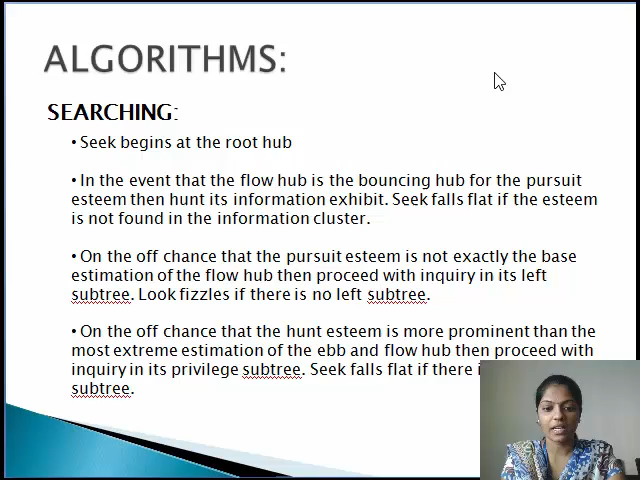 ALGORITHMS:
SEARCHING:
• Seek begins at the root hub
• In the event that the flow hub is the bouncing hub for the pursuit
esteem then hunt its information exhibit. Seek falls flat if the esteem
is not found in the information cluster.
• On the off chance that the pursuit esteem is not exactly the base
estimation of the flow hub then proceed with inquiry in its left
subtree. Look fizzles if there is no left subtree.
• On the off chance that the hunt esteem is more prominent than the
most extreme estimation of the ebb and flow hub then proceed with
inquiry in its privilege subtree. Seek falls flat if there
subtree.